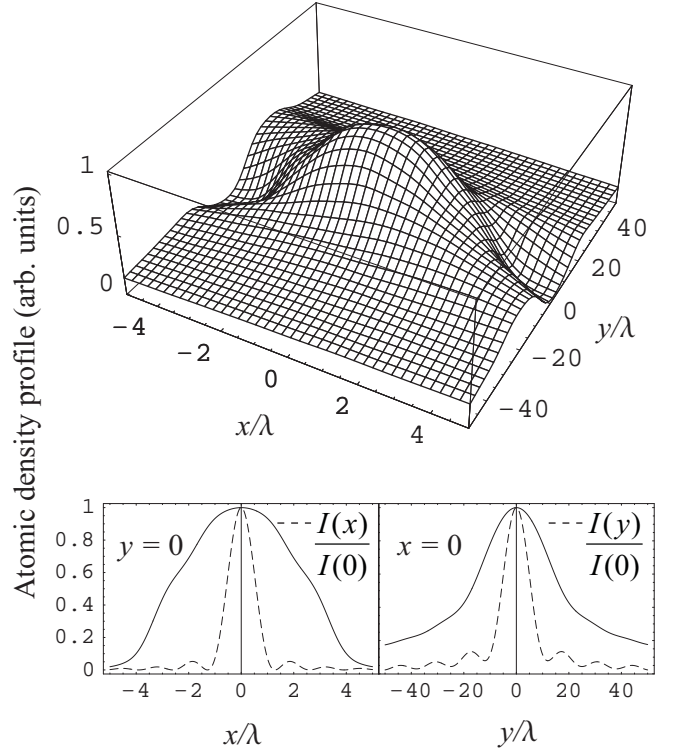 Atomic density profile (arb. units)
1
0.5
0
-4
-2
0
2
4
x/λ
-40
-20
0
20
40
y/λ
1
0.8
0.6
0.4
0.2
0
y = 0
I(x)
I(0)
x = 0
I(y)
I(0)
-4 -2 0 2 4
-40 -20 0 20 40
x/λ
y/λ